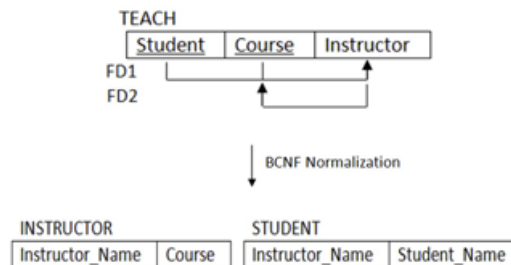 TEACH
Student Course Instructor
FD1
FD2
BCNF Normalization
INSTRUCTOR STUDENT
Instructor_Name Course Instructor_Name Student_Name